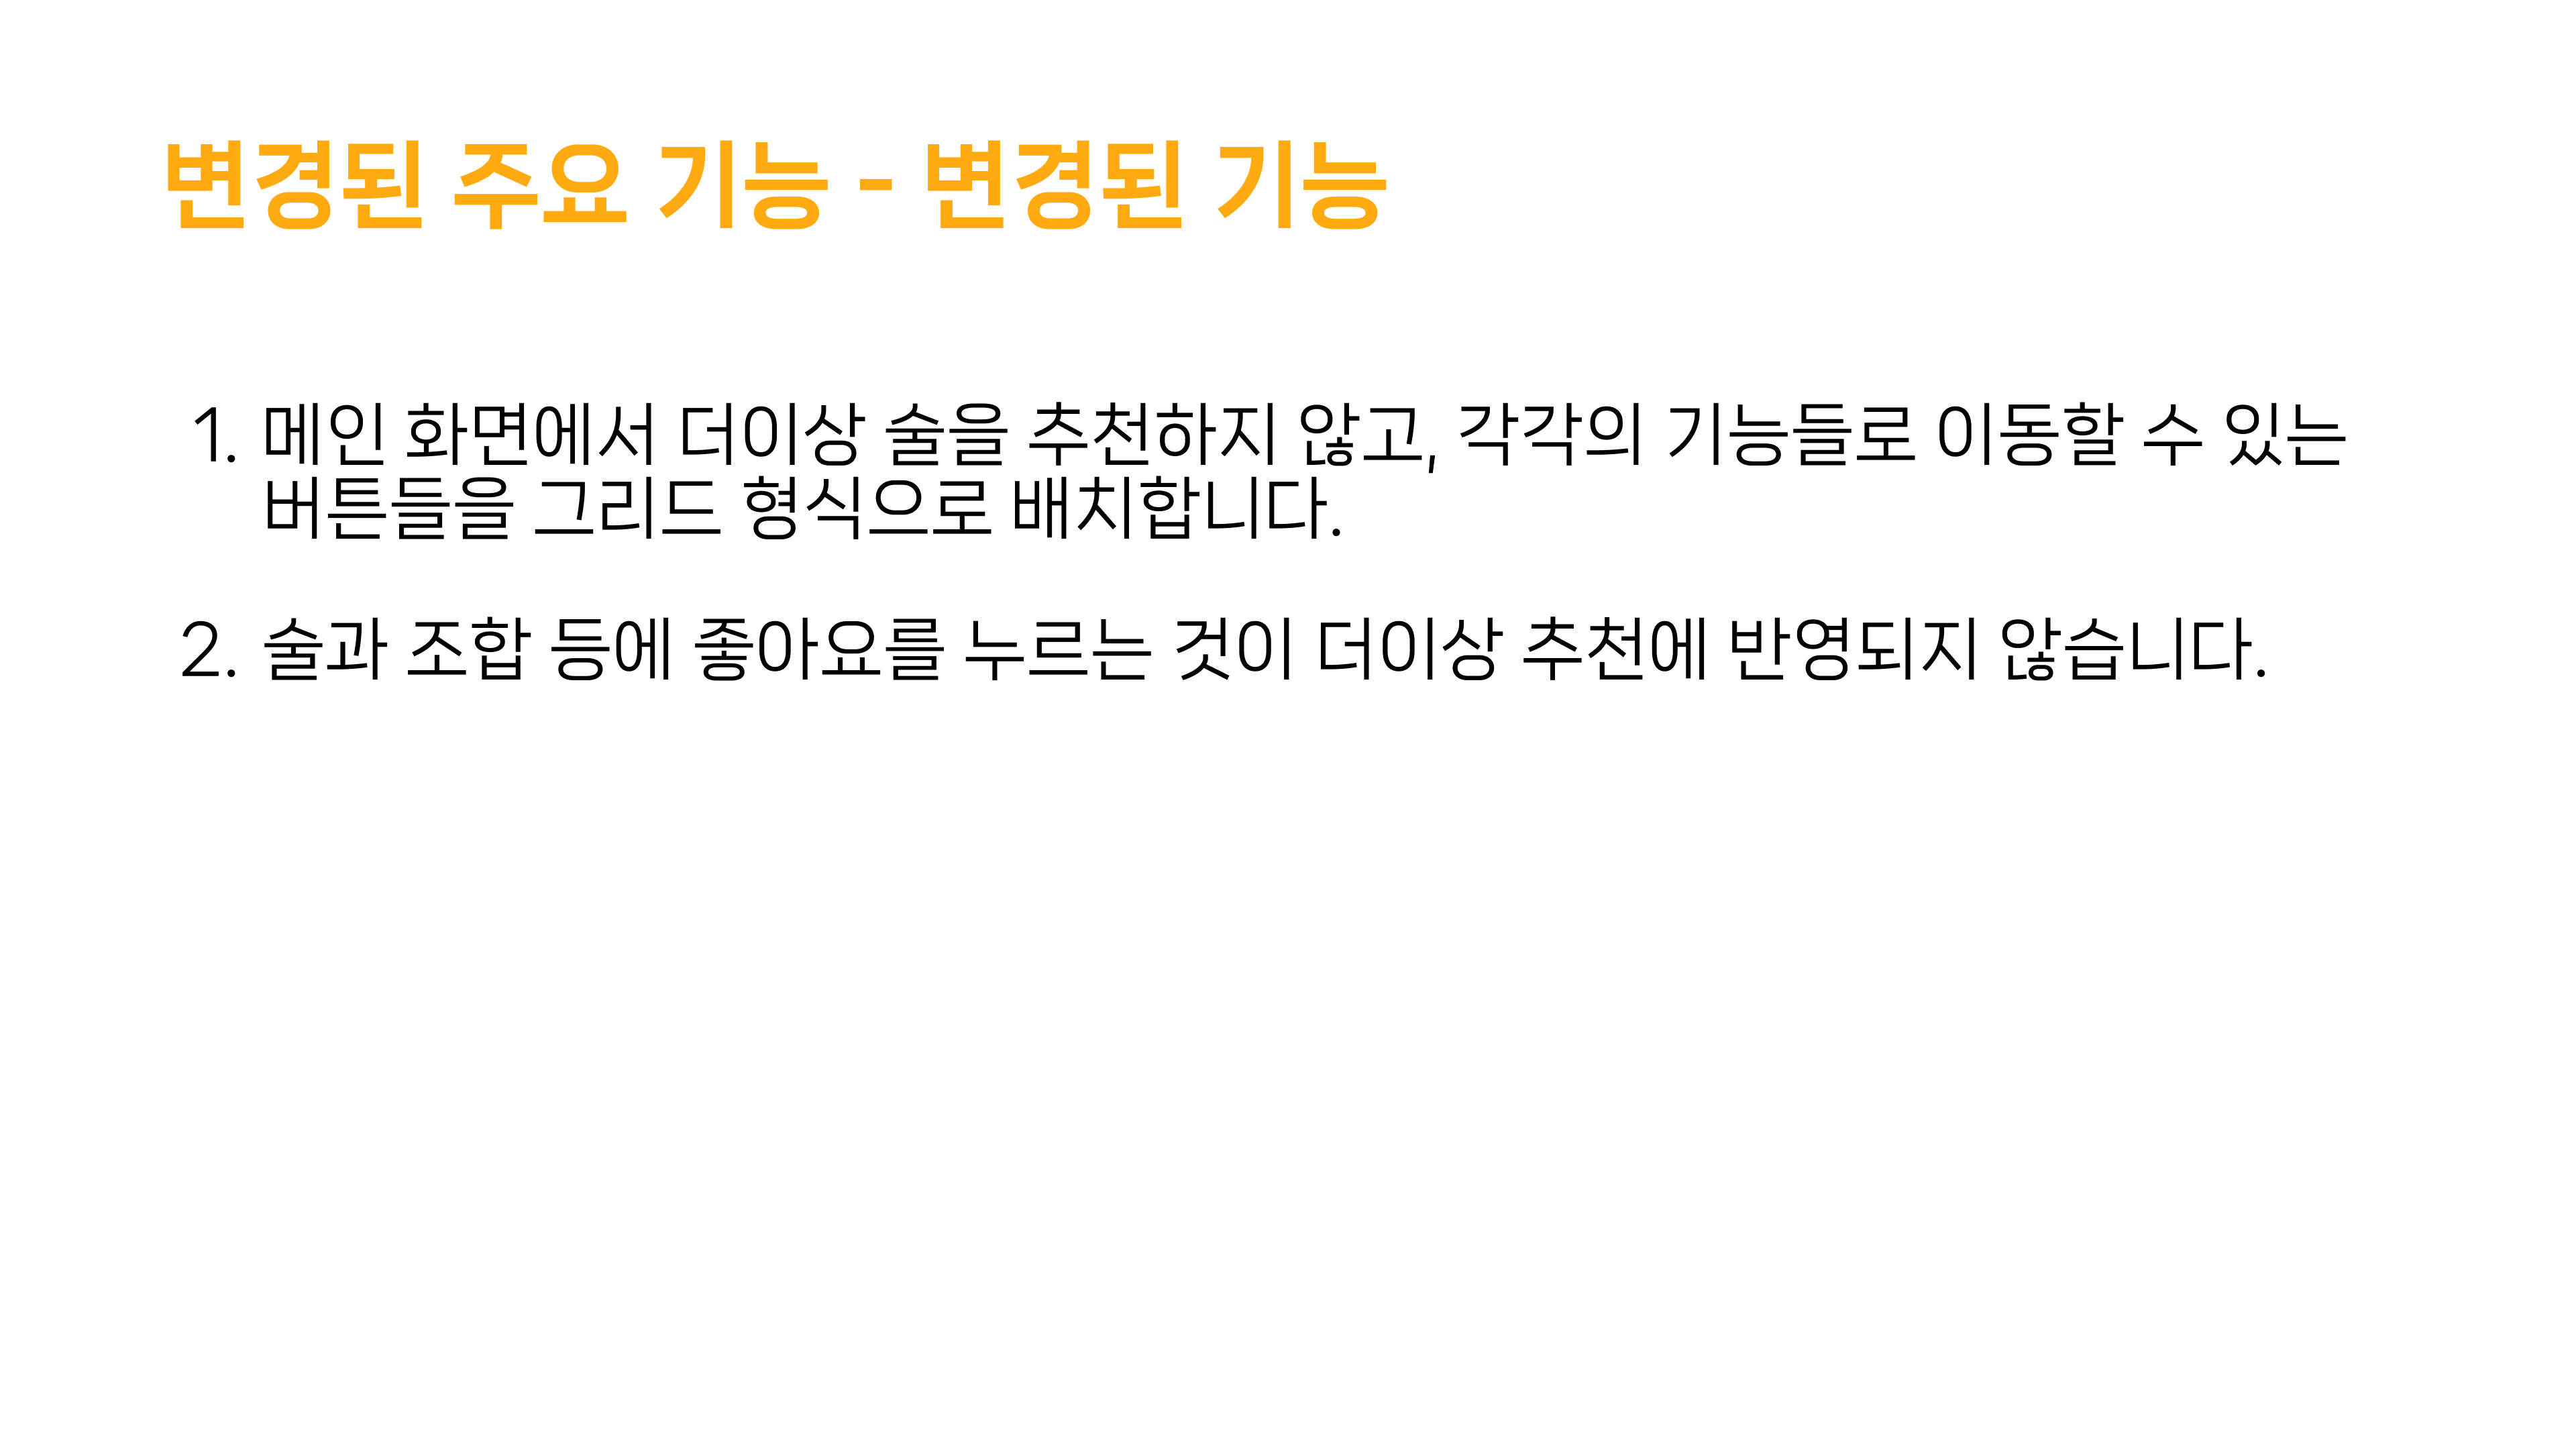 변경된 주요 기능 - 변경된 기능
1. 메인 화면에서 더이상 술을 추천하지 않고, 각각의 기능들로 이동할 수 있는
버튼들을 그리드 형식으로 배치합니다.
2. 술과 조합 등에 좋아요를 누르는 것이 더이상 추천에 반영되지 않습니다.